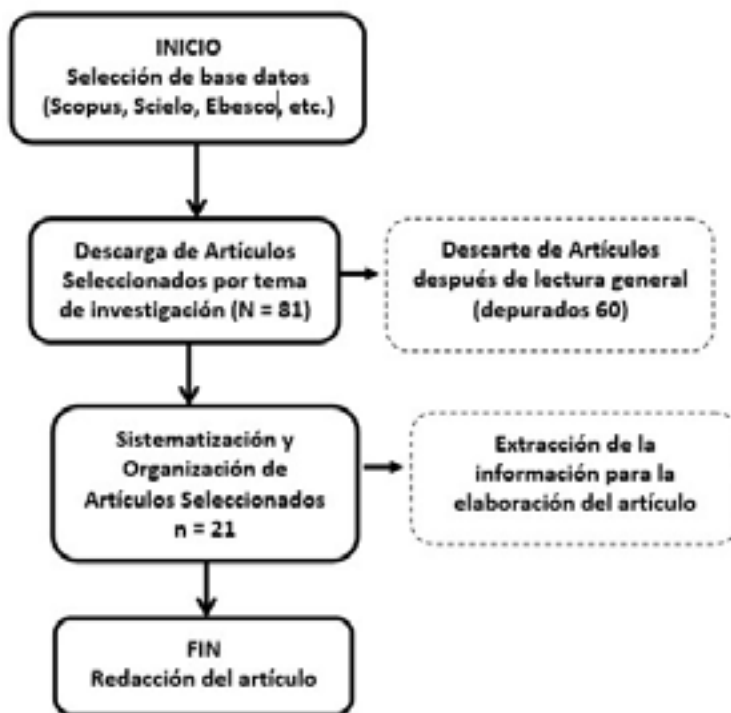 INICIO
Selección de base datos
(Scopus, Scielo, Ebesco, etc.)
Descarga de Artículos
Seleccionados por tema
de investigación (N = 81)
Descarte de Artículos
después de lectura general
(depurados 60)
Sistematización y
Organización de
Artículos Seleccionados
n = 21
Extracción de la
información para la
elaboración del artículo
FIN
Redacción del artículo